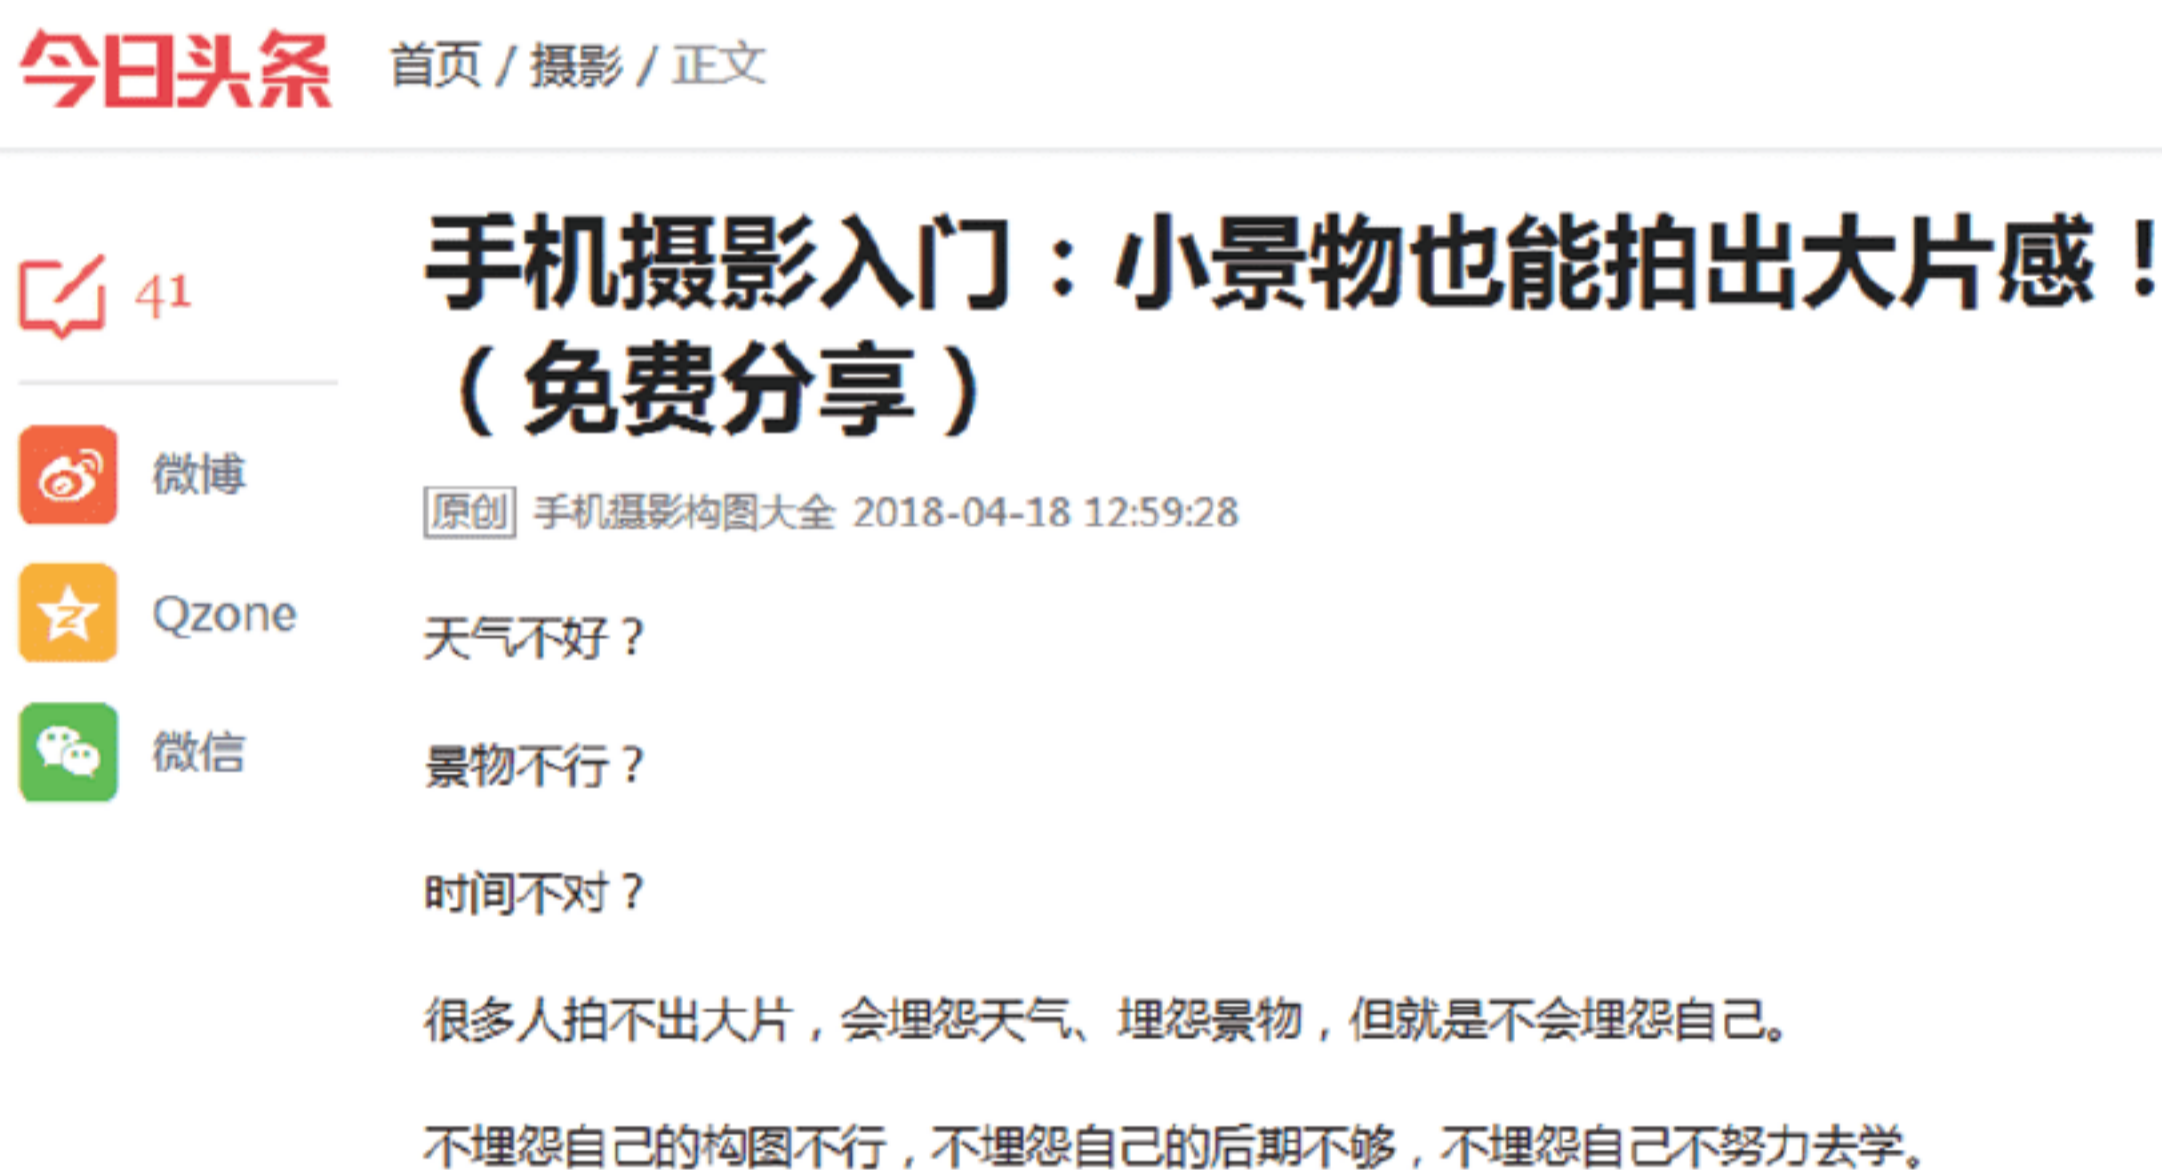 今日头条 首页 / 摄影 / 正文
手机摄影入门：小景物也能拍出大片感！
（免费分享）
41
微博
Qzone
微信
原创 手机摄影构图大全 2018-04-18 12:59:28
天气不好？
景物不行？
时间不对？
很多人拍不出大片，会埋怨天气、埋怨景物，但就是不会埋怨自己。
不埋怨自己的构图不行，不埋怨自己的后期不够，不埋怨自己不努力去学。